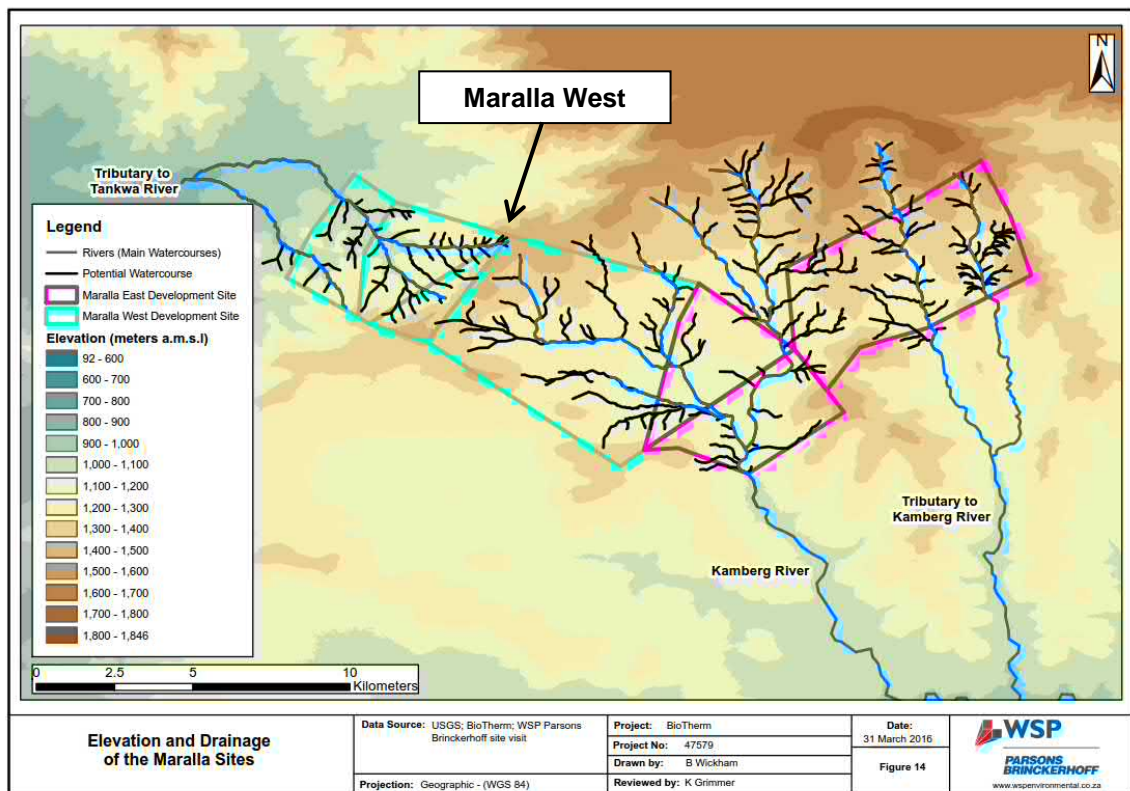 N
Maralla West
Tributary to
Tankwa River
Legend
Rivers (Main Watercourses)
Potential Watercourse
Maralla East Development Site
Maralla West Development Site
Elevation (meters a.m.s.l)
92 - 600
600 - 700
700 - 800
800 - 900
900 - 1,000
1,000 - 1,100
1,100 - 1,200
1,200 - 1,300
1,300 - 1,400
1,400 - 1,500
1,500 - 1,600
1,600 - 1,700
1,700 - 1,800
1,800 - 1,846
Tributary to
Kamberg River
Kamberg River
0 2.5 5 10
Kilometers
Elevation and Drainage
of the Maralla Sites
Data Source: USGS; BioTherm; WSP Parsons
Brinckerhoff site visit
Projection: Geographic - (WGS 84)
Project: BioTherm
Project No: 47579
Drawn by: B Wickham
Reviewed by: K Grimmer
Date:
31 March 2016
Figure 14
WSP
PARSONS
BRINCKERHOFF
www.wspenvironmental.co.za